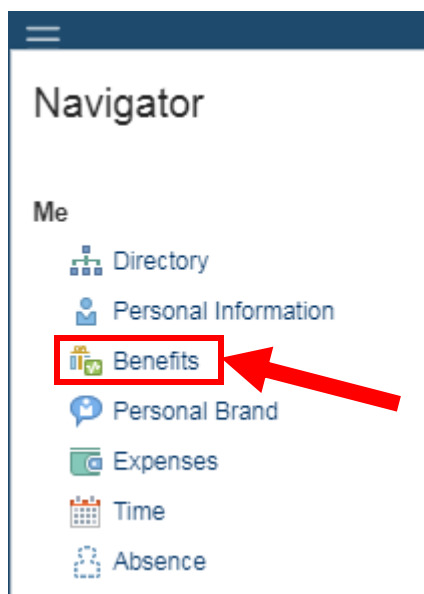 Navigator
Me
Directory
Personal Information
Benefits
Personal Brand
Expenses
Time
Absence